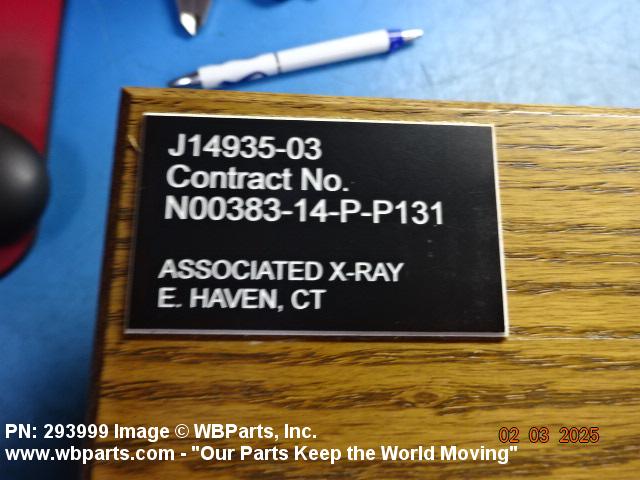 J14935-03
Contract No.
N00383-14-P-P131
ASSOCIATED X-RAY
E. HAVEN, CT
PN: 293999 Image © WBParts, Inc.
02 03 2025
www.wbparts.com - "Our Parts Keep the World Moving"